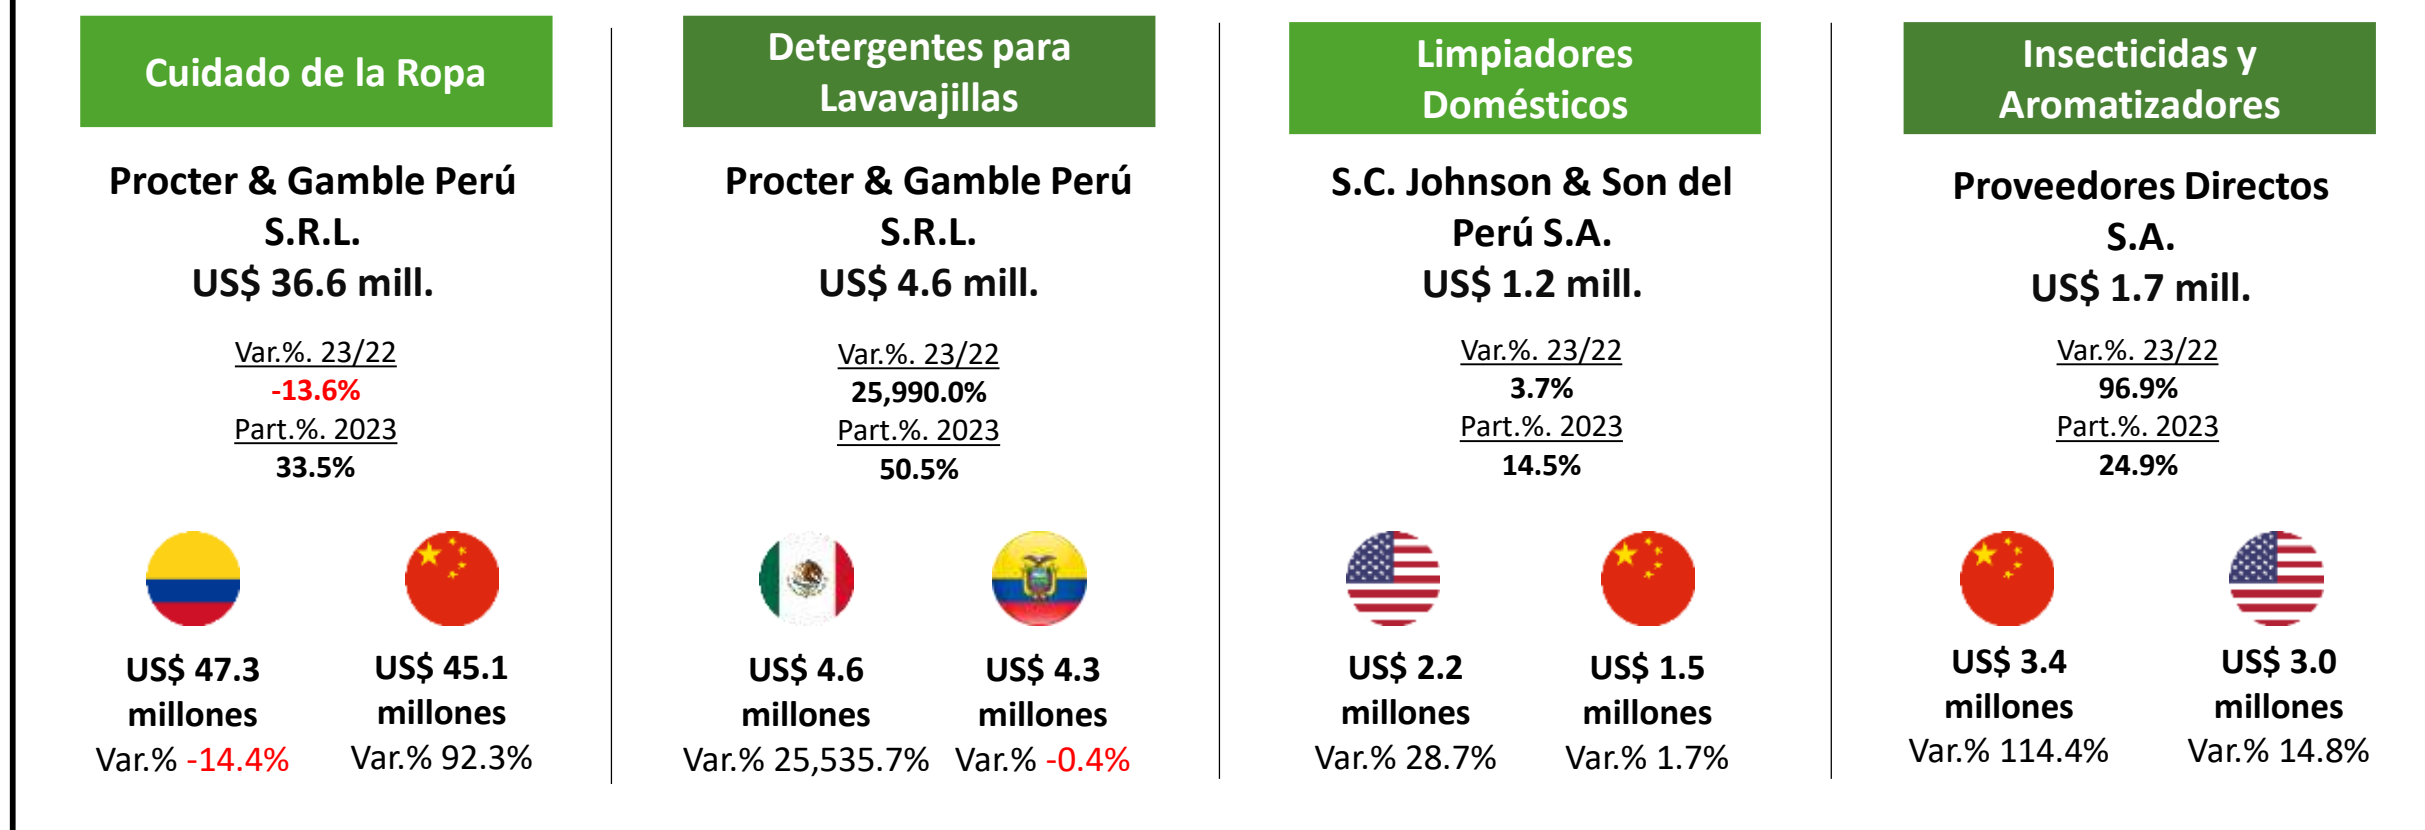 Cuidado de la Ropa
Procter & Gamble Perú
S.R.L.
US$ 36.6 mill.
Var.%. 23/22
-13.6%
Part.%. 2023
33.5%
US$ 47.3
millones
Var.% -14.4%
US$ 45.1
millones
Var.% 92.3%
Detergentes para
Lavavajillas
Procter & Gamble Perú
S.R.L.
US$ 4.6 mill.
Var.%. 23/22
25,990.0%
Part.%. 2023
50.5%
US$ 4.6
millones
Var.% 25,535.7%
US$ 4.3
millones
Var.% -0.4%
Limpiadores
Domésticos
S.C. Johnson & Son del
Perú S.A.
US$ 1.2 mill.
Var.%. 23/22
3.7%
Part.%. 2023
14.5%
US$ 2.2
millones
Var.% 28.7%
US$ 1.5
millones
Var.% 1.7%
Insecticidas y
Aromatizadores
Proveedores Directos
S.A.
US$ 1.7 mill.
Var.%. 23/22
96.9%
Part.%. 2023
24.9%
US$ 3.4
millones
Var.% 114.4%
US$ 3.0
millones
Var.% 14.8%